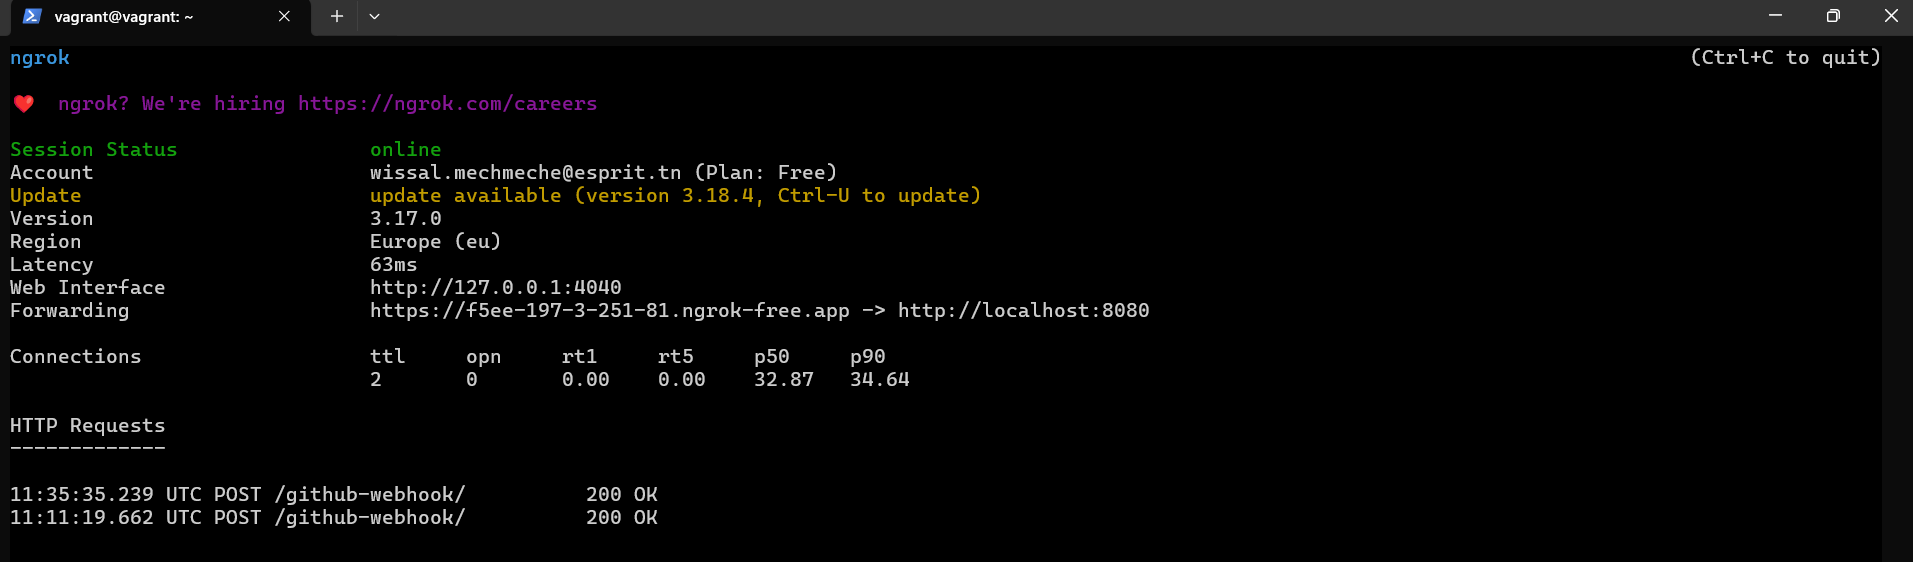 vagrant@vagrant: ~
ngrok (Ctrl+C to quit)
❤️ ngrok? We're hiring https://ngrok.com/careers
Session Status online
Account wissal.mechmeche@esprit.tn (Plan: Free)
Update update available (version 3.18.4, Ctrl-U to update)
Version 3.17.0
Region Europe (eu)
Latency 63ms
Web Interface http://127.0.0.1:4040
Forwarding https://f5ee-197-3-251-81.ngrok-free.app -> http://localhost:8080
Connections ttl opn rt1 rt5 p50 p90
2 0 0.00 0.00 32.87 34.64
HTTP Requests
-------------
11:35:35.239 UTC POST /github-webhook/ 200 OK
11:11:19.662 UTC POST /github-webhook/ 200 OK